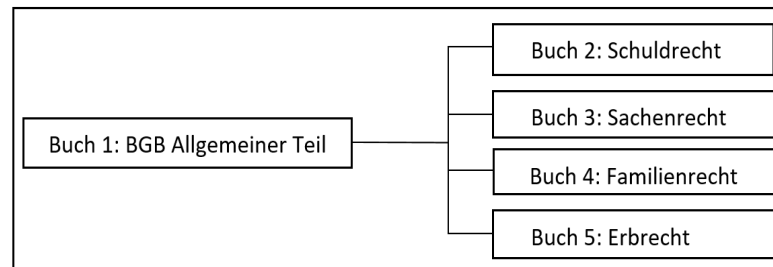 Buch 1: BGB Allgemeiner Teil
Buch 2: Schuldrecht
Buch 3: Sachenrecht
Buch 4: Familienrecht
Buch 5: Erbrecht